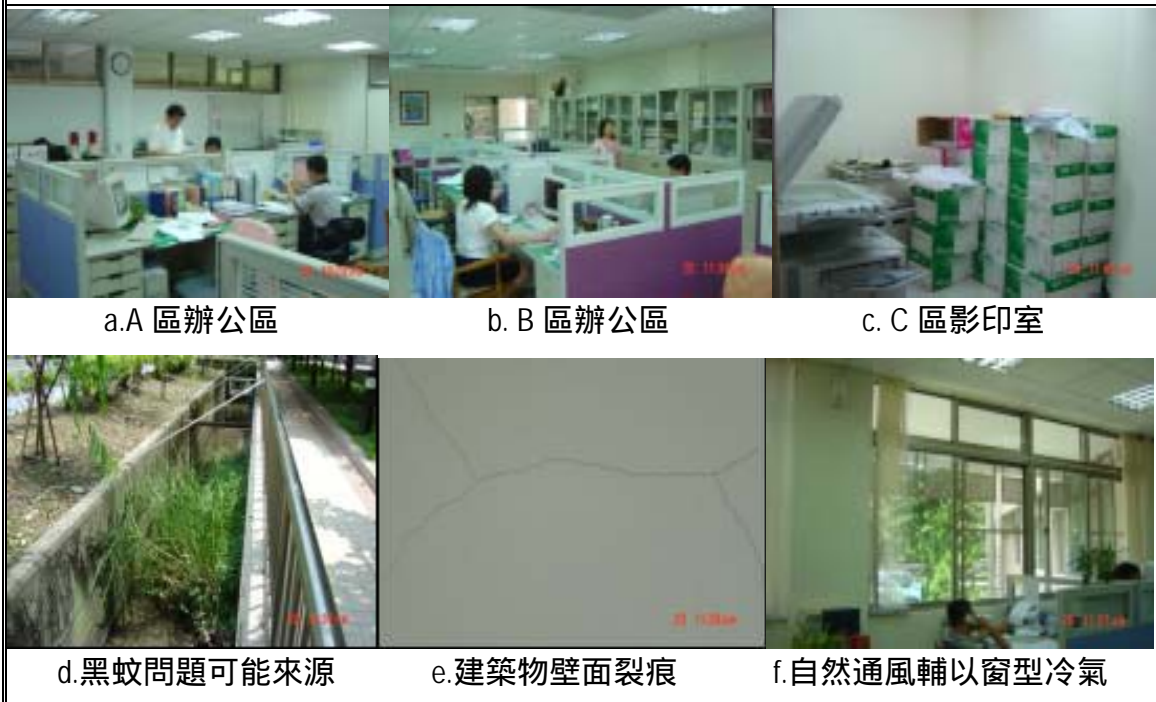 a.A 區辦公區
b. B 區辦公區
c. C 區影印室
d.黑蚊問題可能來源
e.建築物壁面裂痕
f.自然通風輔以窗型冷氣